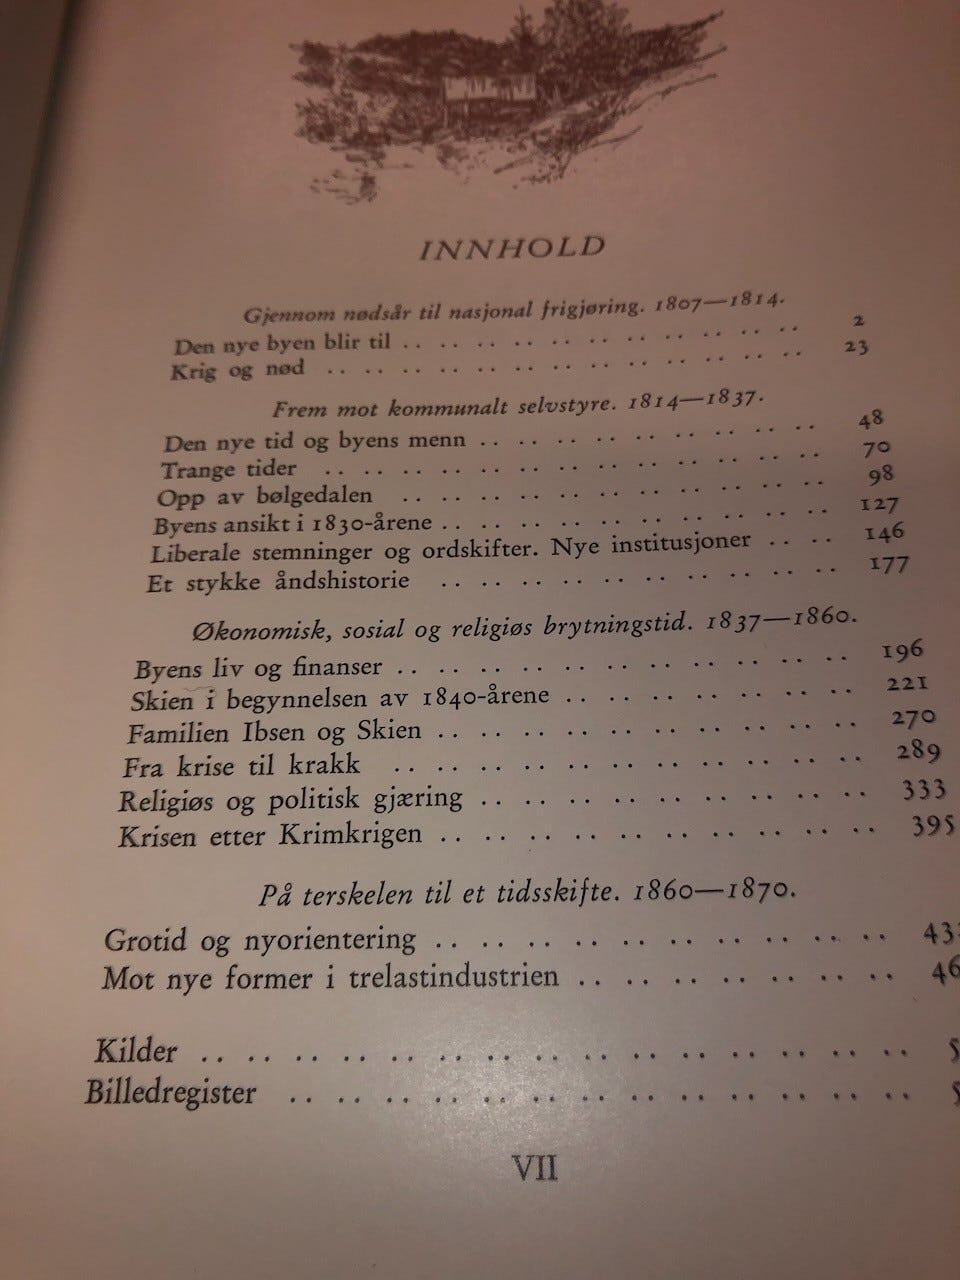 INNHOLD
Gjennom nødsår til nasjonal frigjøring. 1807—1814.
Den nye byen blir til .. .. .. .. .. .. .. .. .. 2
Krig og nød .. .. .. .. .. .. .. .. .. .. 23
Frem mot kommunalt selvstyre. 1814—1837.
Den nye tid og byens menn .. .. .. .. .. .. .. 48
Trange tider .. .. .. .. .. .. .. .. .. .. 70
Opp av bølgedalen .. .. .. .. .. .. .. .. .. 98
Byens ansikt i 1830-årene .. .. .. .. .. .. .. .. 127
Liberale stemninger og ordskifter. Nye institusjoner .. .. 146
Et stykke åndshistorie .. .. .. .. .. .. .. .. 177
Økonomisk, sosial og religiøs brytningstid. 1837—1860.
Byens liv og finanser .. .. .. .. .. .. .. .. .. 196
Skien i begynnelsen av 1840-årene .. .. .. .. .. .. 221
Familien Ibsen og Skien .. .. .. .. .. .. .. .. .. 270
Fra krise til krakk .. .. .. .. .. .. .. .. .. .. 289
Religiøs og politisk gjæring .. .. .. .. .. .. .. .. 333
Krisen etter Krimkrigen .. .. .. .. .. .. .. .. .. 395
På terskelen til et tidsskifte. 1860—1870.
Grotid og nyorientering .. .. .. .. .. .. .. .. .. 43
Mot nye former i trelastindustrien .. .. .. .. .. .. 46
Kilder .. .. .. .. .. .. .. .. .. .. .. .. .. .. 5
Billedregister .. .. .. .. .. .. .. .. .. .. .. .. 5
VII